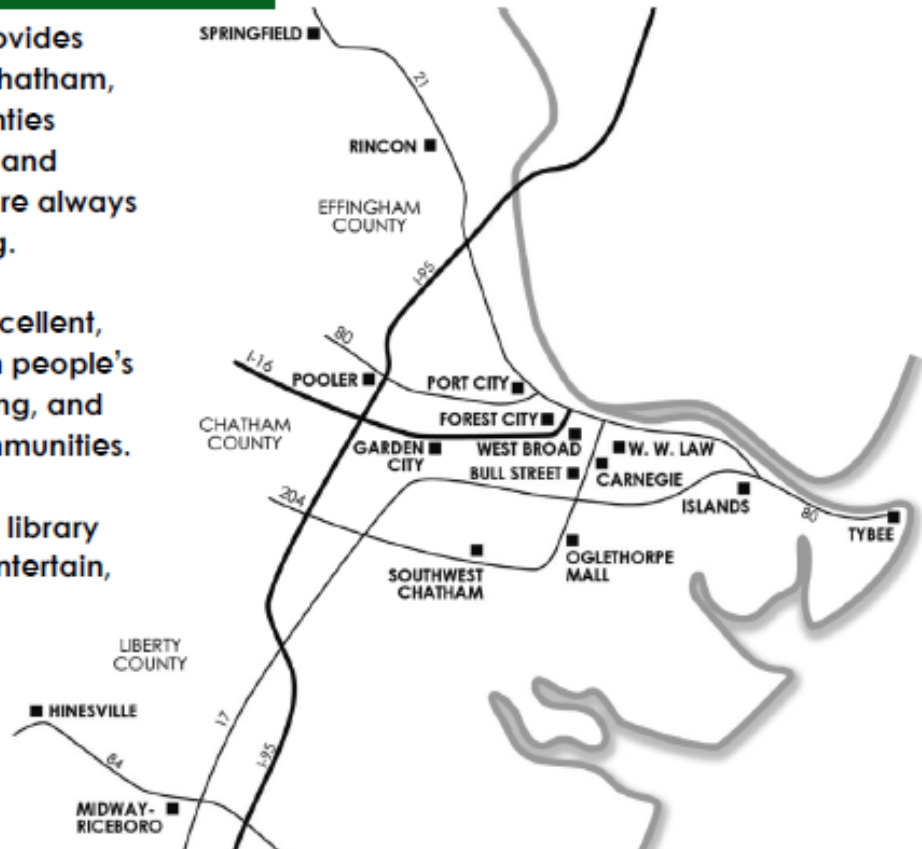 ovides
hatham,
nties
and
re always
g.
cellent,
n people's
ng, and
mmunities.
library
ntertain,
SPRINGFIELD
21
RINCON
EFFINGHAM
COUNTY
I-95
80
I-16
POOLER
PORT CITY
FOREST CITY
CHATHAM
COUNTY
GARDEN
CITY
WEST BROAD
W. W. LAW
BULL STREET
CARNEGIE
204
ISLANDS
80
TYBEE
SOUTHWEST
CHATHAM
OGLETHORPE
MALL
LIBERTY
COUNTY
HINESVILLE
17
84
I-95
MIDWAY-
RICEBORO